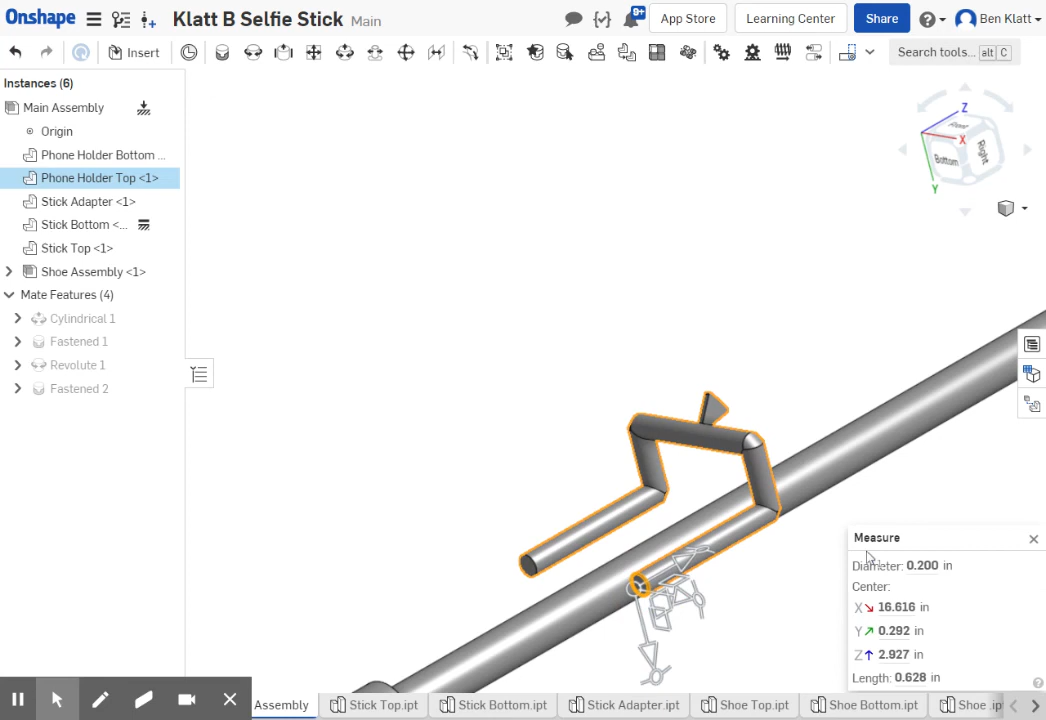 Onshape Klatt B Selfie Stick Main 9+ App Store Learning Center Share Ben Klatt
Insert Search tools... alt C
Instances (6)
Main Assembly
Origin
Phone Holder Bottom ...
Phone Holder Top <1>
Stick Adapter <1>
Stick Bottom <...
Stick Top <1>
Shoe Assembly <1>
Mate Features (4)
Cylindrical 1
Fastened 1
Revolute 1
Fastened 2
Z
X
Y
Front
Bottom
Right
Measure
Diameter: 0.200 in
Center:
X 16.616 in
Y 0.292 in
Z 2.927 in
Length: 0.628 in
Assembly Stick Top.ipt Stick Bottom.ipt Stick Adapter.ipt Shoe Top.ipt Shoe Bottom.ipt Shoe .ip